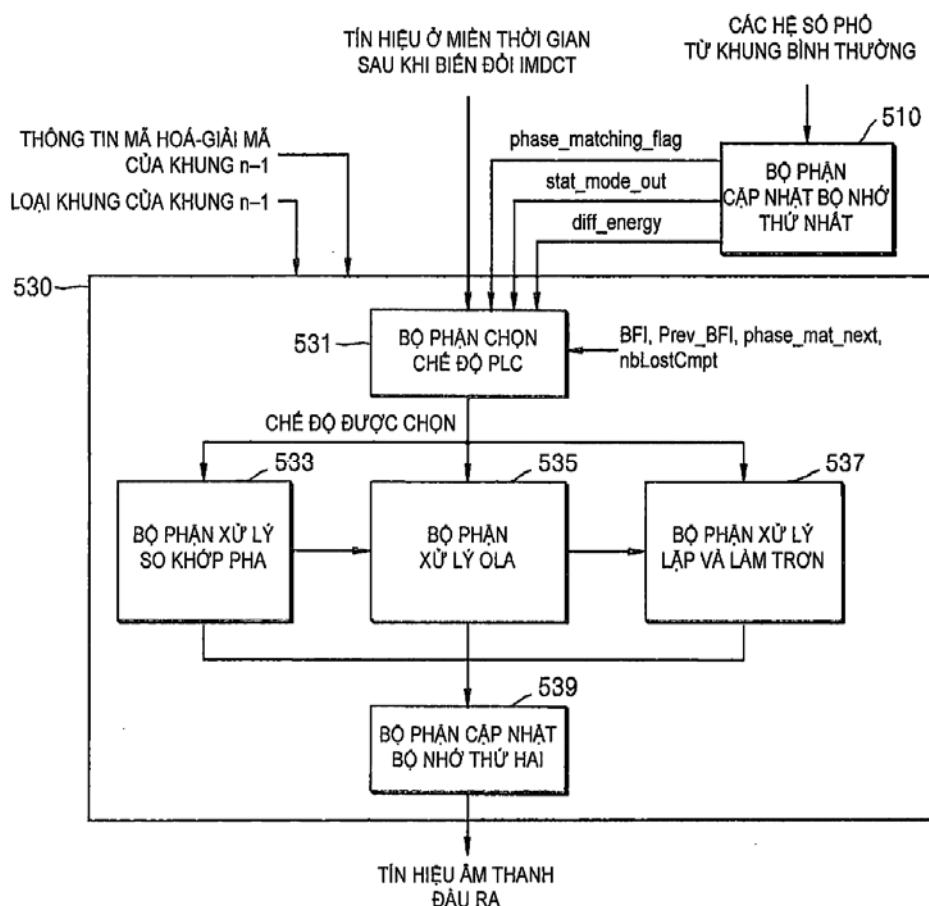 TÍN HIỆU Ở MIỀN THỜI GIAN
SAU KHI BIẾN ĐỔI IMDCT
CÁC HỆ SỐ PHỔ
TỪ KHUNG BÌNH THƯỜNG
THÔNG TIN MÃ HOÁ-GIẢI MÃ
CỦA KHUNG n–1
LOẠI KHUNG CỦA KHUNG n–1
phase_matching_flag
stat_mode_out
diff_energy
510
BỘ PHẬN
CẬP NHẬT BỘ NHỚ
THỨ NHẤT
530
531
BỘ PHẬN CHỌN
CHẾ ĐỘ PLC
BFI, Prev_BFI, phase_mat_next,
nbLostCmpt
CHẾ ĐỘ ĐƯỢC CHỌN
533
BỘ PHẬN XỬ LÝ
SO KHỚP PHA
535
BỘ PHẬN
XỬ LÝ OLA
537
BỘ PHẬN XỬ LÝ
LẶP VÀ LÀM TRƠN
539
BỘ PHẬN CẬP NHẬT
BỘ NHỚ THỨ HAI
TÍN HIỆU ÂM THANH
ĐẦU RA